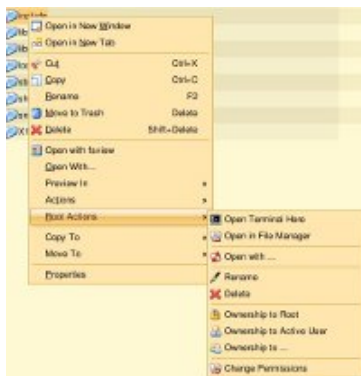 include
Open in New Window
Open in New Tab
Cut Ctrl+X
Copy Ctrl+C
Rename F2
Move to Trash Delete
Delete Shift+Delete
Open with
Open With...
Preview In
Actions
Root Actions
Copy To
Move To
Properties
Open Terminal Here
Open in File Manager
Open with ...
Rename
Delete
Ownership to Root
Ownership to Active User
Ownership to ...
Change Permissions